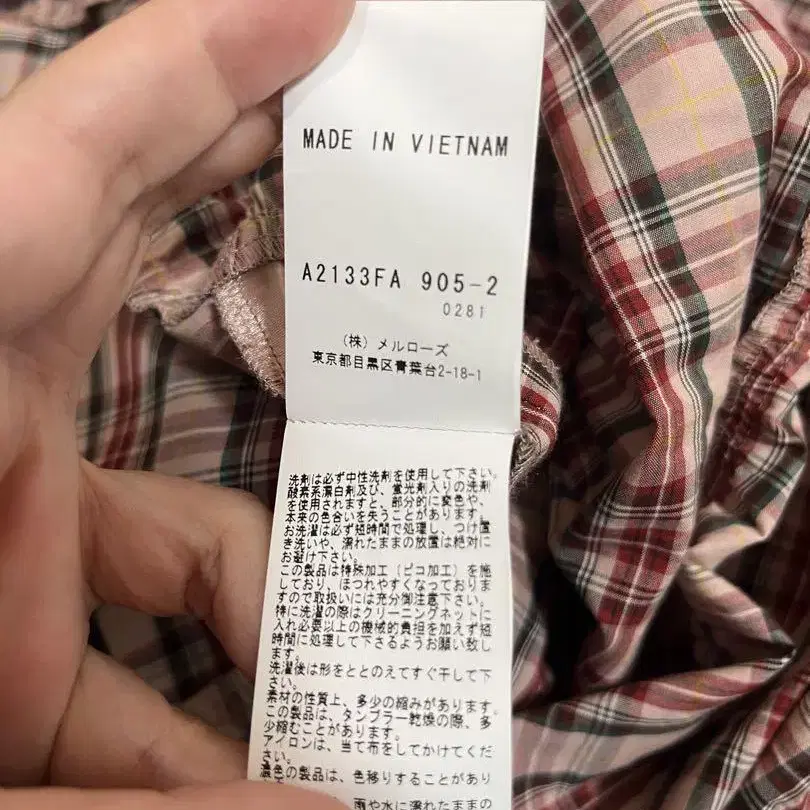 MADE IN VIETNAM
A2133FA 905-2
0281
(株) メルローズ
東京都目黒区青葉台2-18-1
洗剤は必ず中性洗剤を使用して下さい。
酸素系漂白剤及び、蛍光剤入りの洗剤
を使用されますと、部分的に変色や、
本来の色合いを失うことがあります。
お洗濯は必ず短時間で処理し、つけ置
き洗いや、濡れたままの放置は絶対に
お避け下さい。
この製品は特殊加工（ピコ加工）を施
しており、ほつれやすくなっておりま
すので取扱いには充分御注意下さい。
特に洗濯の際はクリーニングネットに
入れ必要以上の機械的負担を加えず短
時間に処理して下さるようお願い致し
ます。
洗濯後は形をととのえてすぐ干して下
さい。
素材の性質上、多少の縮みがあります。
この製品は、タンブラー乾燥の際、多
少縮むことがあります。
アイロンは、当て布をしてかけてくだ
さい。
濃色の製品は、色移りすることがあり
雨や水に濡れたままの